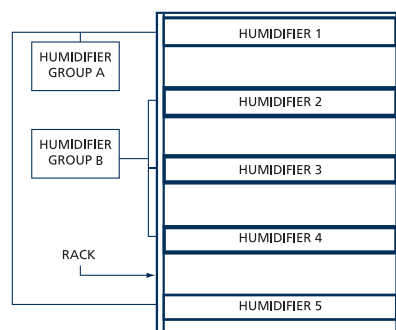 HUMIDIFIER 1
HUMIDIFIER
GROUP A
HUMIDIFIER 2
HUMIDIFIER
GROUP B
HUMIDIFIER 3
HUMIDIFIER 4
RACK
HUMIDIFIER 5